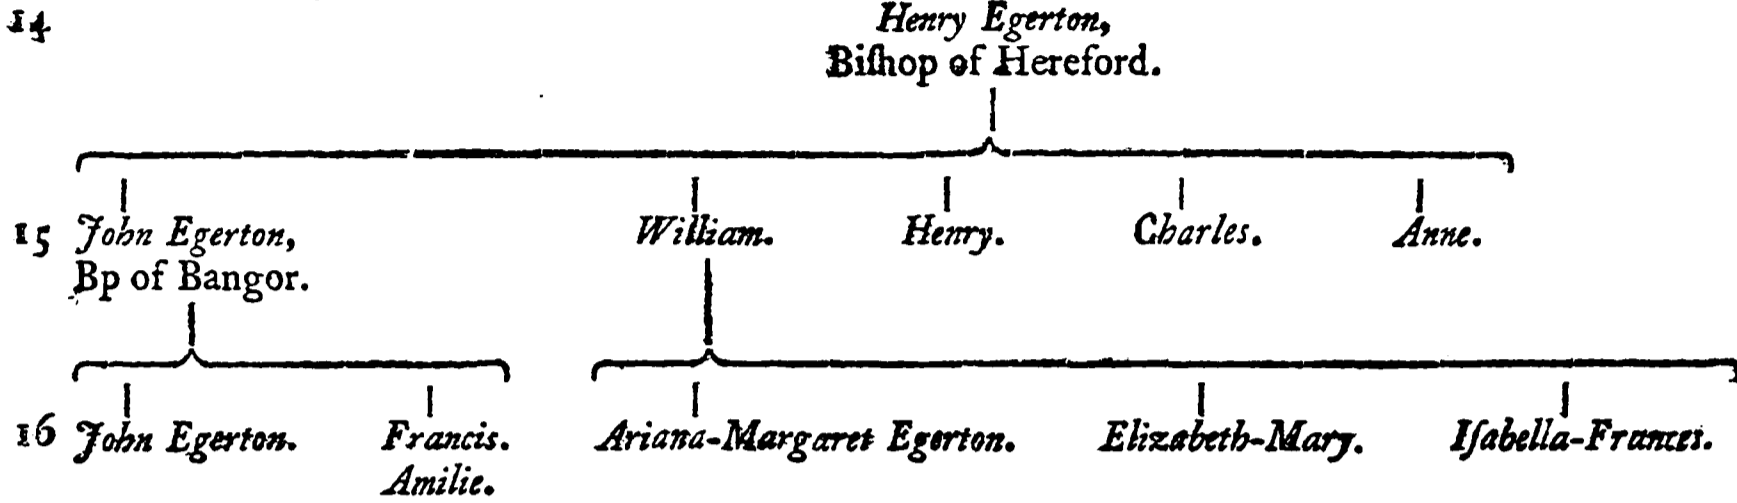 14 Henry Egerton,
Biſhop of Hereford.
15 John Egerton, William. Henry. Charles. Anne.
Bp of Bangor.
16 John Egerton. Francis. Ariana-Margaret Egerton. Elizabeth-Mary. Iſabella-Frances.
Amilie.